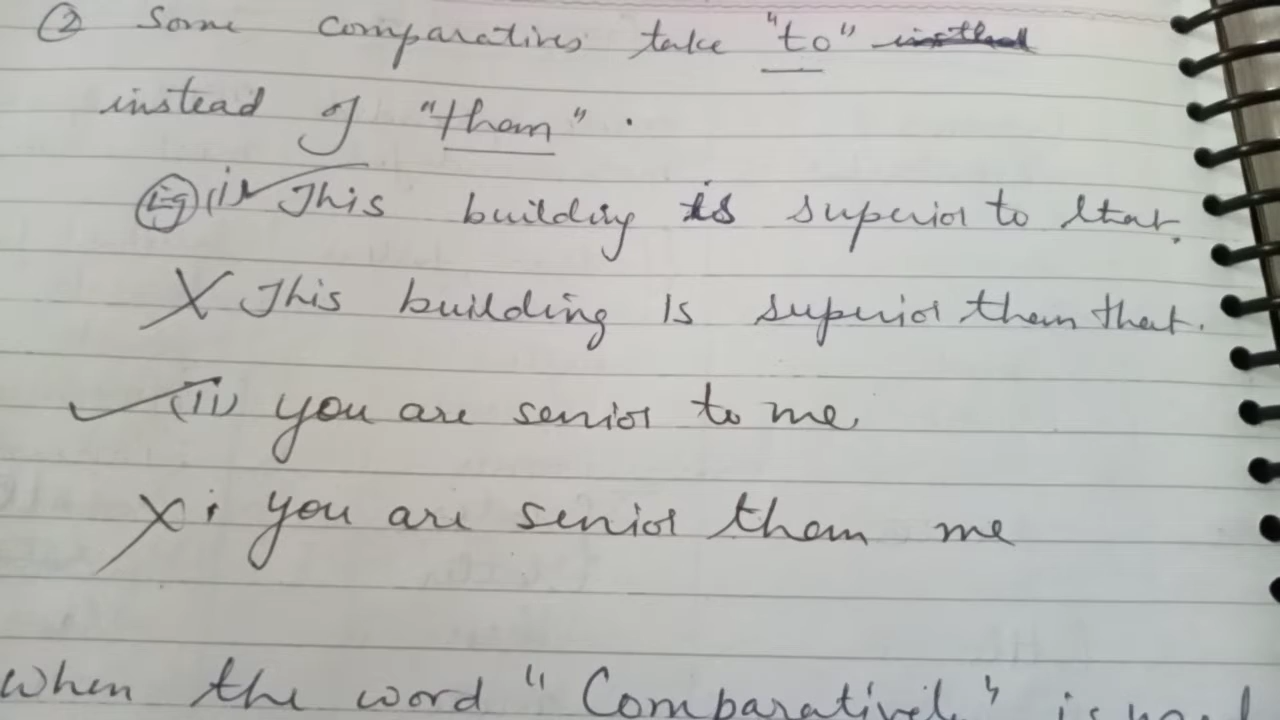 ② Some comparatives take "to"
instead of "than".
Eg (i) This building is superior to that.
X This building is superior than that.
(ii) you are senior to me.
X : you are senior than me
When the word "Comparatively" is used